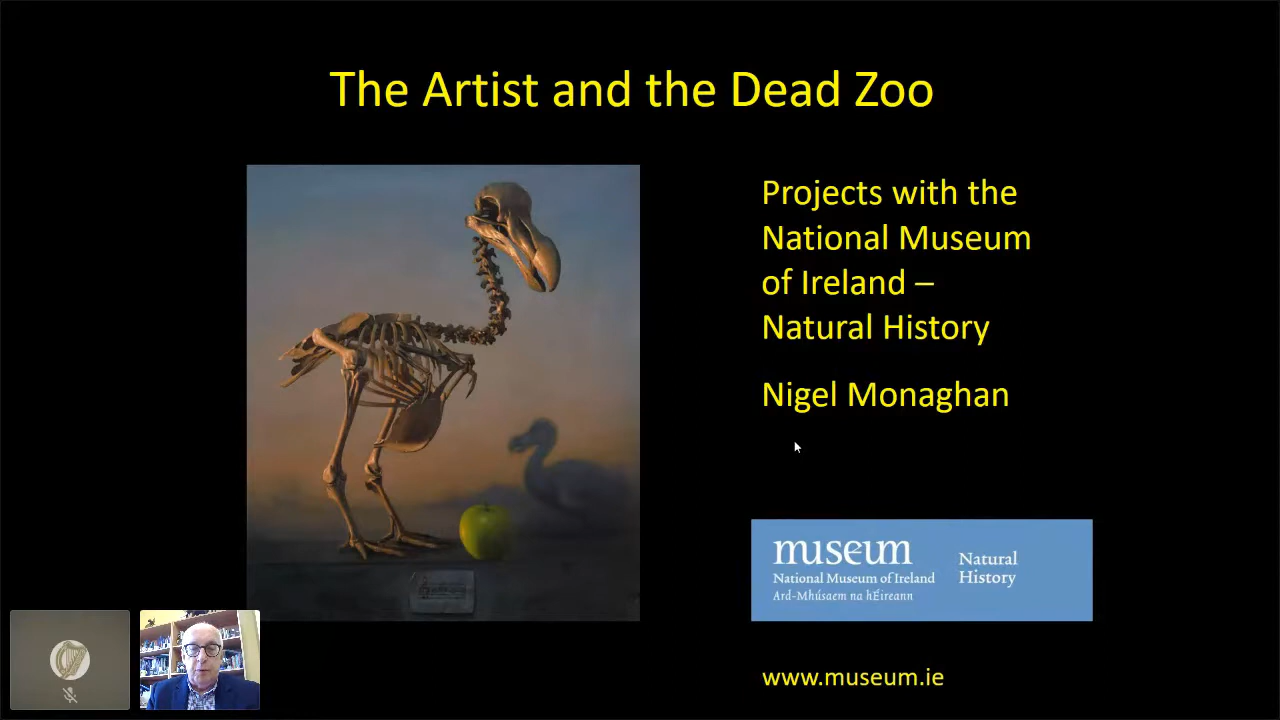 The Artist and the Dead Zoo
Projects with the
National Museum
of Ireland –
Natural History
Nigel Monaghan
museum
National Museum of Ireland
Ard-Mhúsaem na hÉireann
Natural
History
www.museum.ie